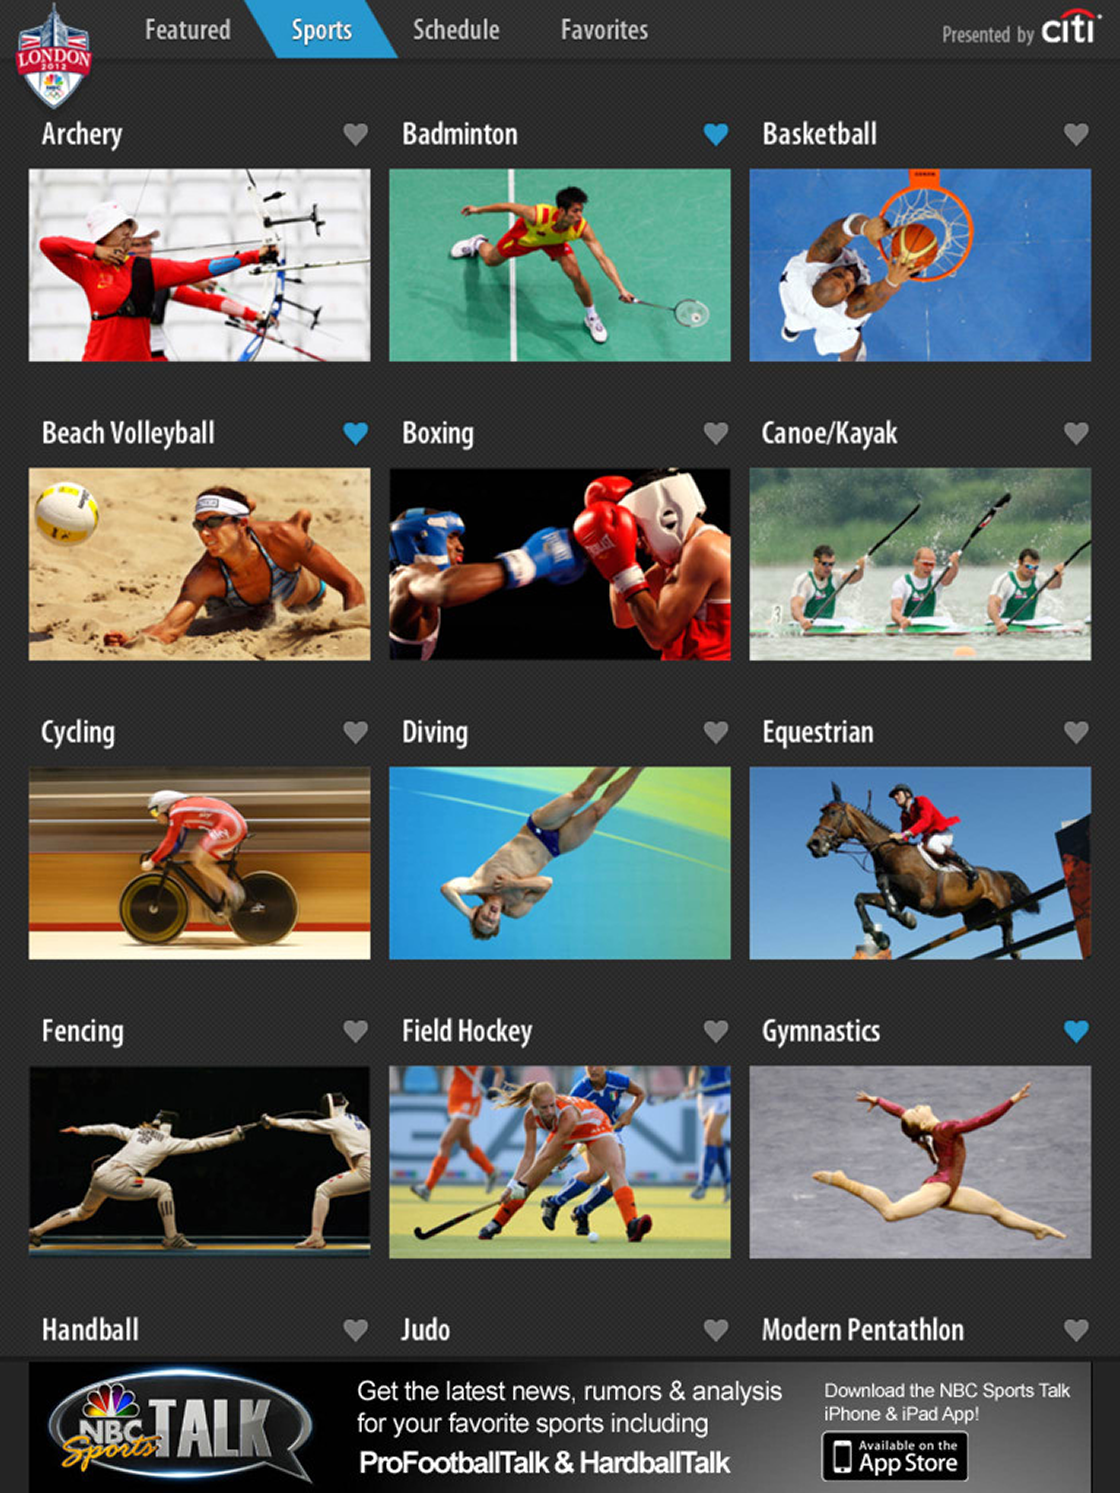 Featured
Sports
Schedule
Favorites
Presented by citi
LONDON
2012
NBC
Archery
Badminton
Basketball
Beach Volleyball
Boxing
Canoe/Kayak
3
Cycling
Diving
Equestrian
sky
Fencing
Field Hockey
Gymnastics
Handball
Judo
Modern Pentathlon
NBC
Sports
TALK
Get the latest news, rumors & analysis
for your favorite sports including
ProFootballTalk & HardballTalk
Download the NBC Sports Talk
iPhone & iPad App!
Available on the
App Store